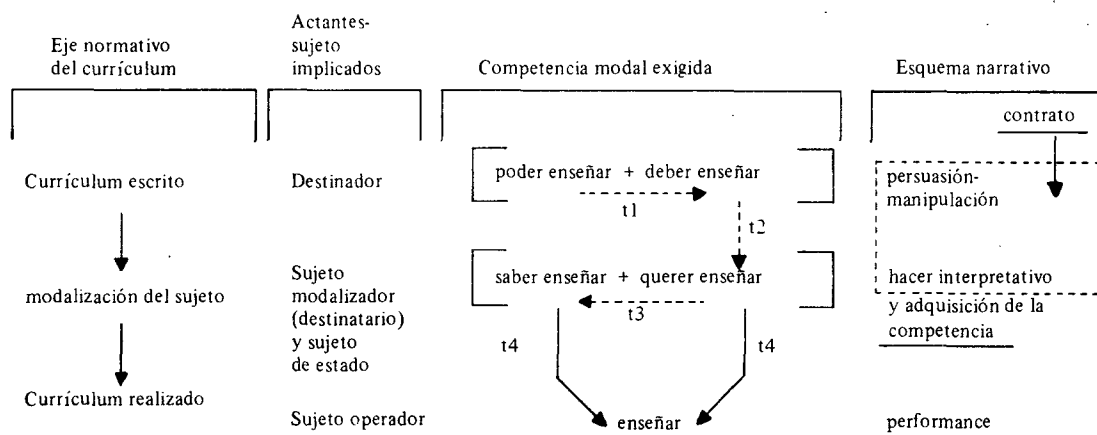 Eje normativo
del currículum
Actantes-
sujeto
implicados
Competencia modal exigida
Esquema narrativo
contrato
Currículum escrito
Destinador
poder enseñar + deber enseñar
t1
t2
persuasión-
manipulación
modalización del sujeto
Sujeto
modalizador
(destinatario)
y sujeto
de estado
saber enseñar + querer enseñar
t3
t4
t4
hacer interpretativo
y adquisición de la
competencia
Currículum realizado
Sujeto operador
enseñar
performance